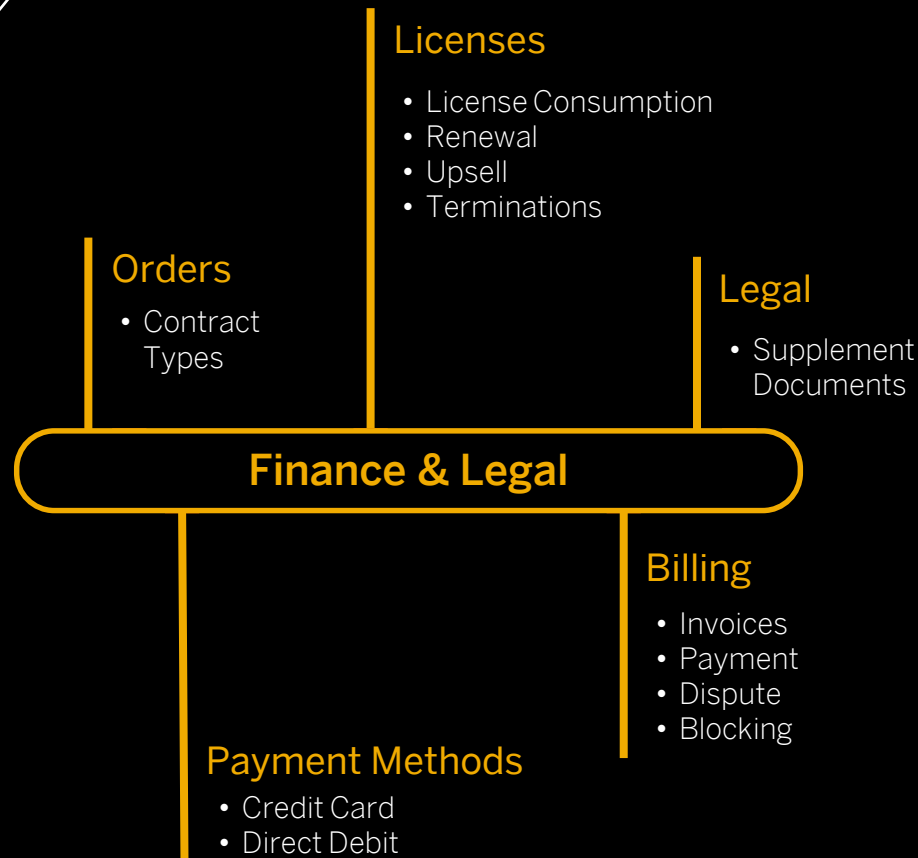 Licenses
• License Consumption
• Renewal
• Upsell
• Terminations
Orders
• Contract
Types
Legal
• Supplement
Documents
Finance & Legal
Billing
• Invoices
• Payment
• Dispute
• Blocking
Payment Methods
• Credit Card
• Direct Debit